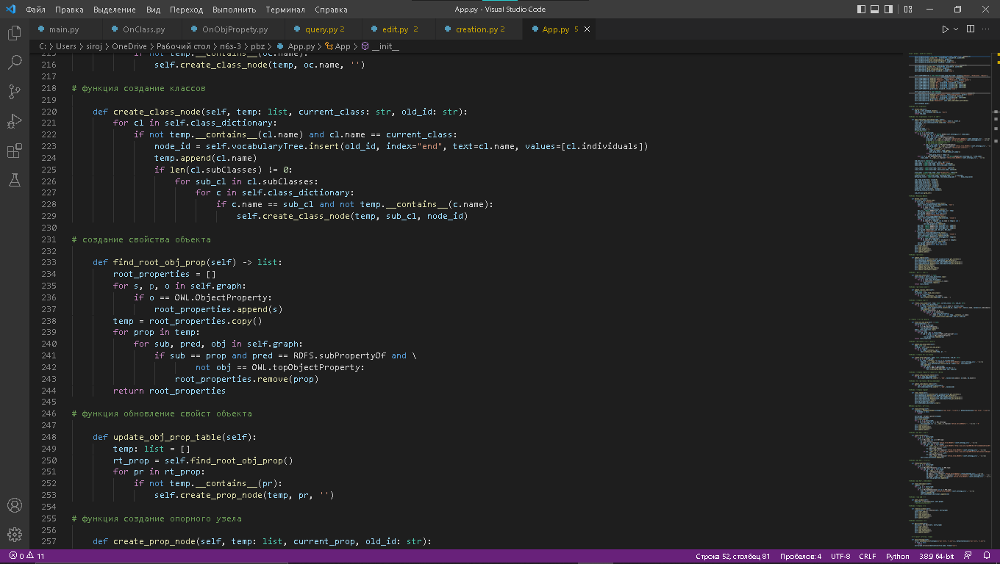 Файл Правка Выделение Вид Переход Выполнить Терминал Справка
App.py - Visual Studio Code
main.py OnClass.py OnObjPropety.py query.py 2 edit.py 2 creation.py 2 App.py 5
C: > Users > siroj > OneDrive > Рабочий стол > пбз-3 > pbz > App.py > App > __init__
215 if not temp.__contains__(oc.name):
216 self.create_class_node(temp, oc.name, '')
217
218 # функция создание классов
219
220 def create_class_node(self, temp: list, current_class: str, old_id: str):
221 for cl in self.class_dictionary:
222 if not temp.__contains__(cl.name) and cl.name == current_class:
223 node_id = self.vocabularyTree.insert(old_id, index="end", text=cl.name, values=[cl.individuals])
224 temp.append(cl.name)
225 if len(cl.subClasses) != 0:
226 for sub_cl in cl.subClasses:
227 for c in self.class_dictionary:
228 if c.name == sub_cl and not temp.__contains__(c.name):
229 self.create_class_node(temp, sub_cl, node_id)
230
231 # создание свойства объекта
232
233 def find_root_obj_prop(self) -> list:
234 root_properties = []
235 for s, p, o in self.graph:
236 if o == OWL.ObjectProperty:
237 root_properties.append(s)
238 temp = root_properties.copy()
239 for prop in temp:
240 for sub, pred, obj in self.graph:
241 if sub == prop and pred == RDFS.subPropertyOf and \
242 not obj == OWL.topObjectProperty:
243 root_properties.remove(prop)
244 return root_properties
245
246 # функция обновление свойст объекта
247
248 def update_obj_prop_table(self):
249 temp: list = []
250 rt_prop = self.find_root_obj_prop()
251 for pr in rt_prop:
252 if not temp.__contains__(pr):
253 self.create_prop_node(temp, pr, '')
254
255 # функция создание опорного узела
256
257 def create_prop_node(self, temp: list, current_prop, old_id: str):
0 11 Строка 52, столбец 81 Пробелов: 4 UTF-8 CRLF Python 3.8.9 64-bit